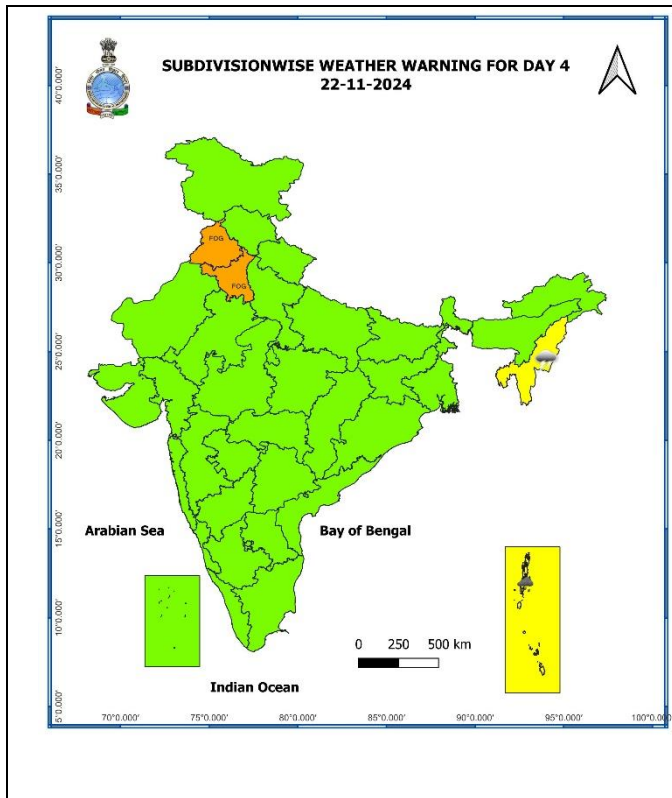 SUBDIVISIONWISE WEATHER WARNING FOR DAY 4
22-11-2024
40°0.000'
35°0.000'
FOG
30°0.000'
FOG
25°0.000'
20°0.000'
Arabian Sea
Bay of Bengal
15°0.000'
10°0.000'
0 250 500 km
Indian Ocean
5°0.000'
70°0.000' 75°0.000' 80°0.000' 85°0.000' 90°0.000' 95°0.000' 100°0.000'